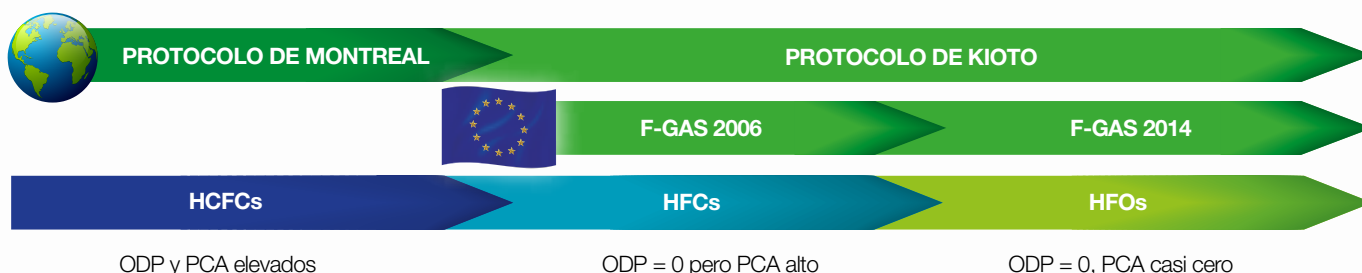 PROTOCOLO DE MONTREAL
PROTOCOLO DE KIOTO
F-GAS 2006
F-GAS 2014
HCFCs
HFCs
HFOs
ODP y PCA elevados
ODP = 0 pero PCA alto
ODP = 0, PCA casi cero